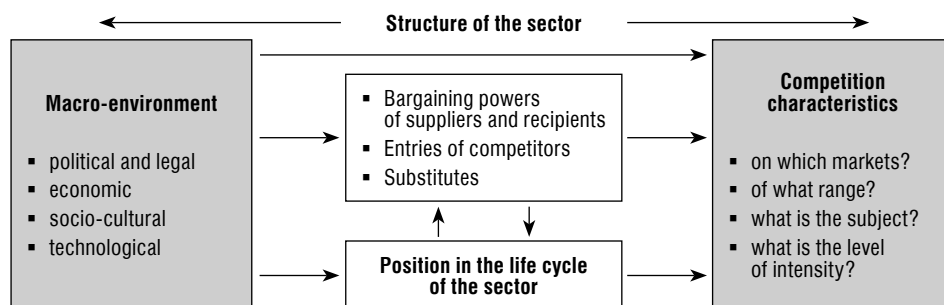 Structure of the sector
Macro-environment
▪ political and legal
▪ economic
▪ socio-cultural
▪ technological
▪ Bargaining powers
of suppliers and recipients
▪ Entries of competitors
▪ Substitutes
Position in the life cycle
of the sector
Competition
characteristics
▪ on which markets?
▪ of what range?
▪ what is the subject?
▪ what is the level
of intensity?